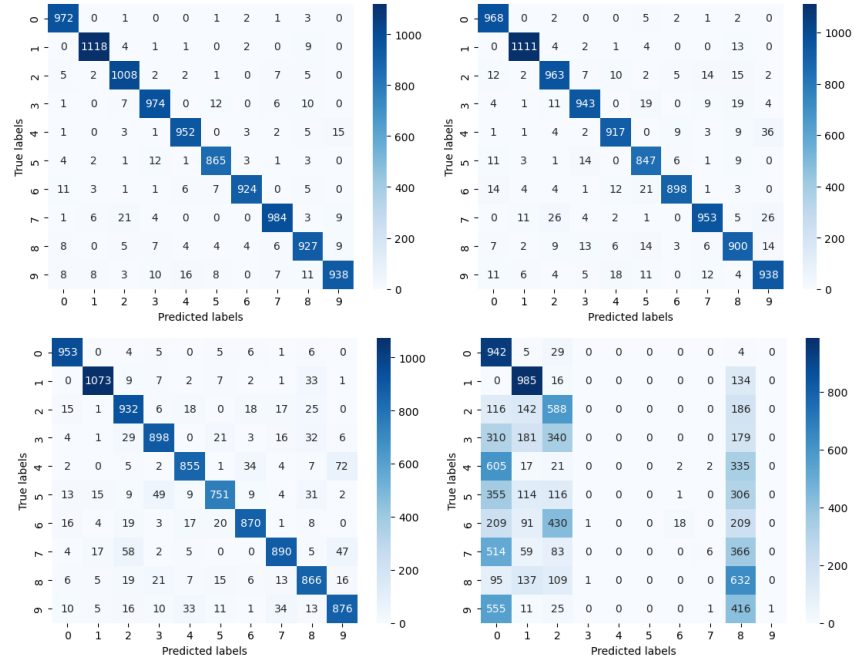 0 972 0 0 0 0 1 2 1 3 0
1 0 1118 4 1 1 0 2 0 9 0
2 5 2 1008 2 2 1 0 7 5 0
3 1 0 7 974 0 12 0 6 10 0
4 1 0 3 1 952 0 3 2 5 15
5 4 2 1 12 1 865 3 1 3 0
6 11 3 1 1 6 7 924 0 5 0
7 1 6 21 4 0 0 0 984 3 9
8 8 0 5 7 4 4 4 6 927 9
9 8 8 3 10 16 8 0 7 11 938
0 1 2 3 4 5 6 7 8 9
Predicted labels
True labels
1000
800
600
400
200
0
0 968 0 2 0 0 5 2 1 2 0
1 0 1111 4 2 1 4 0 0 13 0
2 12 2 963 7 10 2 5 14 15 2
3 4 1 11 943 0 19 0 9 19 4
4 1 1 4 2 917 0 9 3 9 36
5 11 3 1 14 0 847 6 1 9 0
6 14 4 4 1 12 21 898 1 3 0
7 0 11 26 4 2 1 0 953 5 26
8 7 2 9 13 6 14 3 6 900 14
9 11 6 4 5 18 11 0 12 4 938
0 1 2 3 4 5 6 7 8 9
Predicted labels
True labels
1000
800
600
400
200
0
0 953 0 4 5 0 5 6 1 6 0
1 0 1073 9 7 2 7 2 1 33 1
2 15 1 932 6 18 0 18 17 25 0
3 4 1 29 898 0 21 3 16 32 6
4 2 0 5 2 855 1 34 4 7 72
5 13 15 9 49 9 751 9 4 31 2
6 16 4 19 3 17 20 870 1 8 0
7 4 17 58 2 5 0 0 890 5 47
8 6 5 19 21 7 15 6 13 866 16
9 10 5 16 10 33 11 1 34 13 876
0 1 2 3 4 5 6 7 8 9
Predicted labels
True labels
1000
800
600
400
200
0
0 942 5 29 0 0 0 0 0 4 0
1 0 985 16 0 0 0 0 0 134 0
2 116 142 588 0 0 0 0 0 186 0
3 310 181 340 0 0 0 0 0 179 0
4 605 17 21 0 0 0 2 2 335 0
5 355 114 116 0 0 0 1 0 306 0
6 209 91 430 1 0 0 18 0 209 0
7 514 59 83 0 0 0 0 6 366 0
8 95 137 109 1 0 0 0 0 632 0
9 555 11 25 0 0 0 0 1 416 1
0 1 2 3 4 5 6 7 8 9
Predicted labels
True labels
800
600
400
200
0